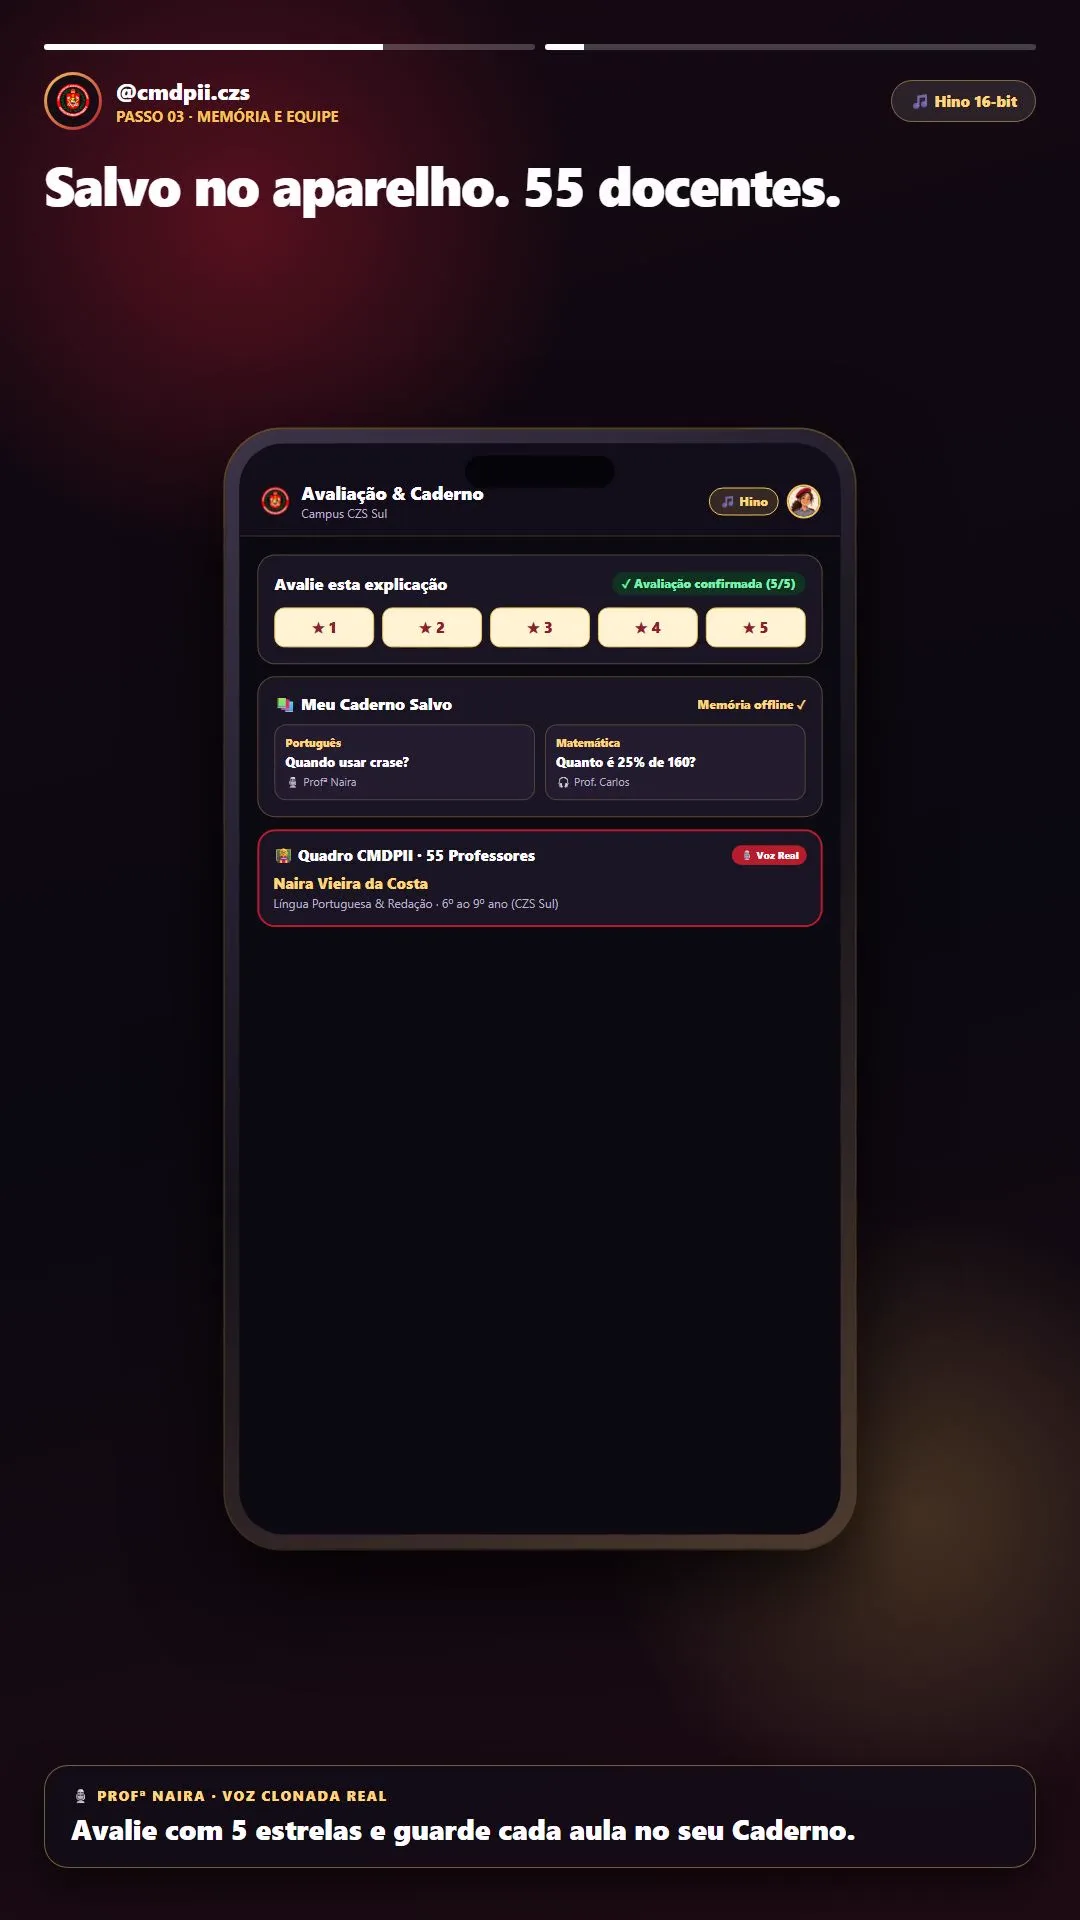 @cmdpii.czs
PASSO 03 · MEMÓRIA E EQUIPE
🎵 Hino 16-bit
Salvo no aparelho. 55 docentes.
Avaliação & Caderno
Campus CZS Sul
🎵 Hino
Avalie esta explicação
✓ Avaliação confirmada (5/5)
★ 1 ★ 2 ★ 3 ★ 4 ★ 5
📚 Meu Caderno Salvo
Memória offline ✓
Português
Quando usar crase?
🎙️ Profª Naira
Matemática
Quanto é 25% de 160?
🎧 Prof. Carlos
👩‍🏫 Quadro CMDPII · 55 Professores
🎙️ Voz Real
Naira Vieira da Costa
Língua Portuguesa & Redação · 6º ao 9º ano (CZS Sul)
🎙️ PROFª NAIRA · VOZ CLONADA REAL
Avalie com 5 estrelas e guarde cada aula no seu Caderno.